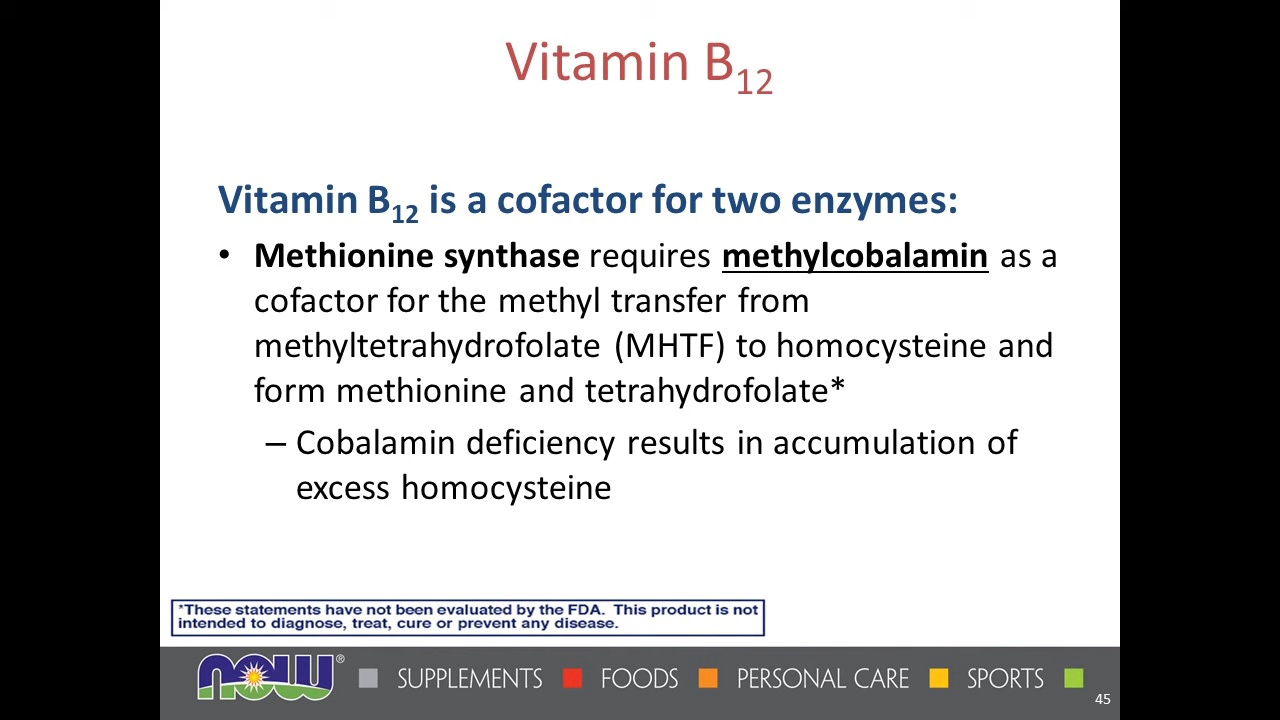 Vitamin B12
Vitamin B12 is a cofactor for two enzymes:
• Methionine synthase requires methylcobalamin as a
cofactor for the methyl transfer from
methyltetrahydrofolate (MHTF) to homocysteine and
form methionine and tetrahydrofolate*
– Cobalamin deficiency results in accumulation of
excess homocysteine
*These statements have not been evaluated by the FDA. This product is not
intended to diagnose, treat, cure or prevent any disease.
now® SUPPLEMENTS FOODS PERSONAL CARE SPORTS
45